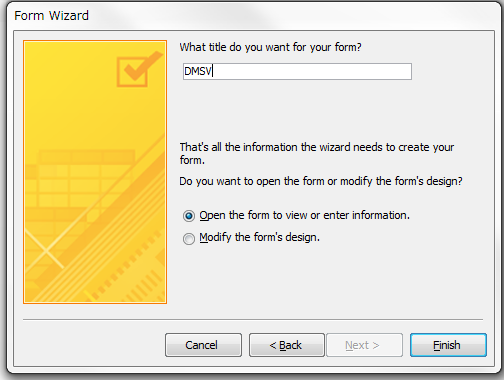 Form Wizard
What title do you want for your form?
DMSV
That's all the information the wizard needs to create your
form.
Do you want to open the form or modify the form's design?
Open the form to view or enter information.
Modify the form's design.
Cancel
< Back
Next >
Finish